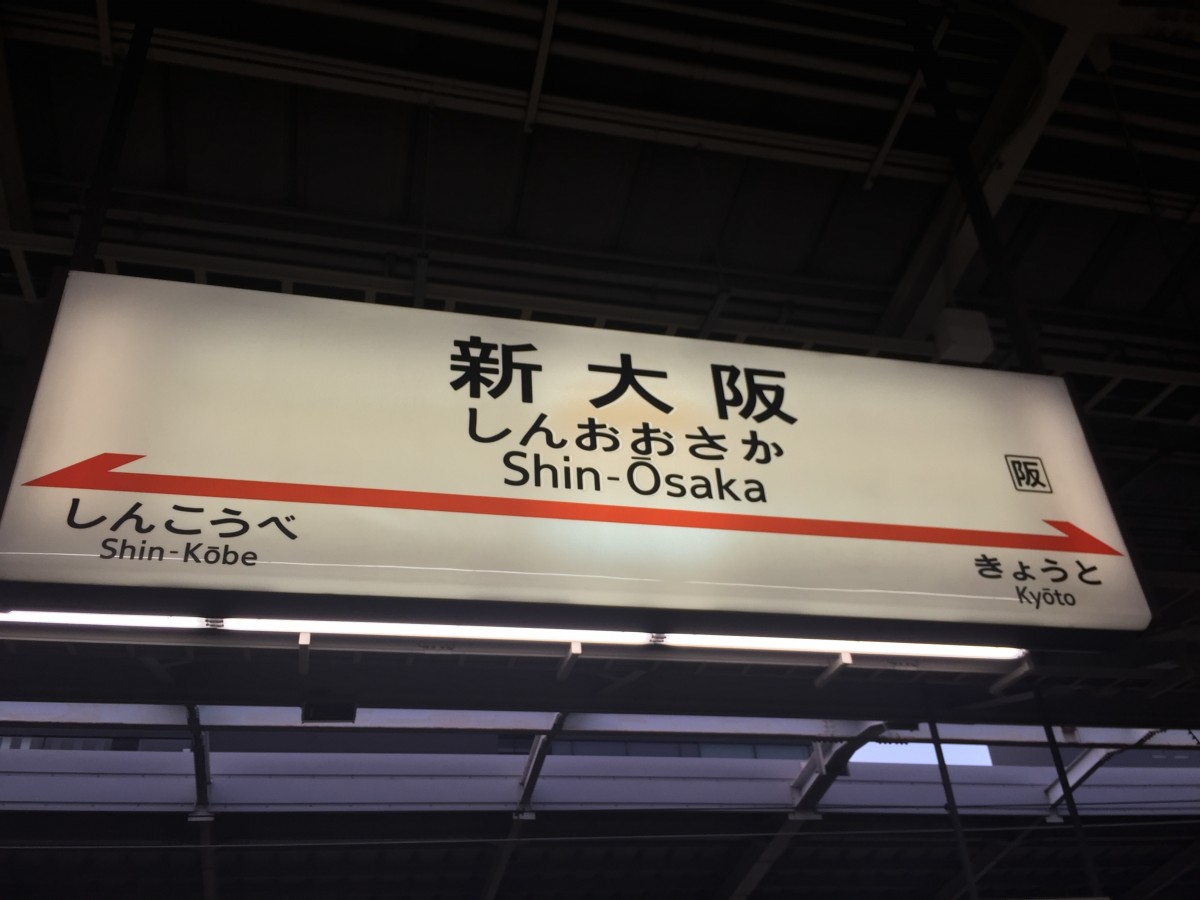 新大阪
しんおおさか
Shin-Ōsaka
阪
しんこうべ
Shin-Kōbe
きょうと
Kyōto